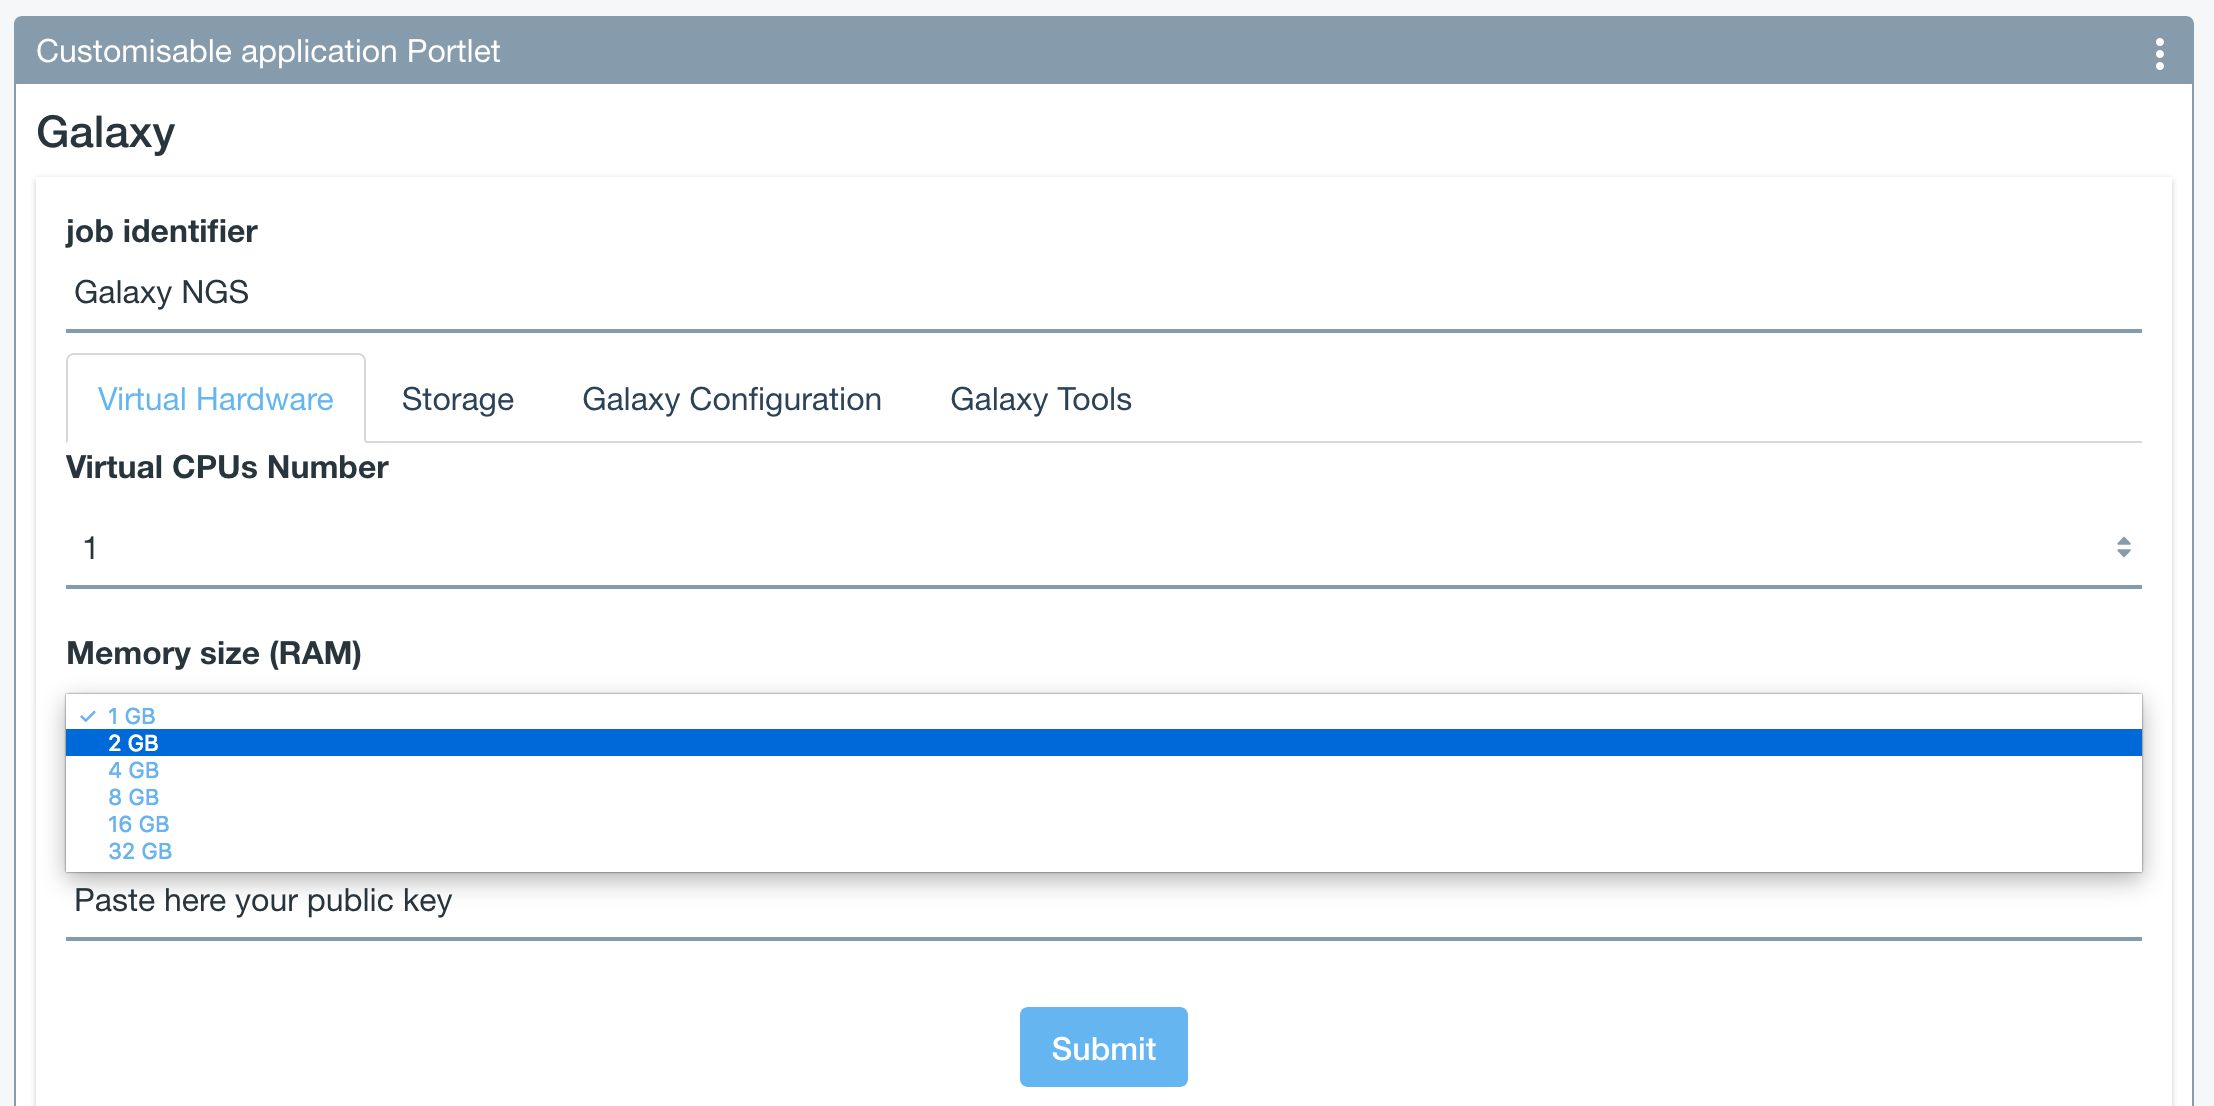 Customisable application Portlet
Galaxy
job identifier
Galaxy NGS
Virtual Hardware Storage Galaxy Configuration Galaxy Tools
Virtual CPUs Number
1
Memory size (RAM)
1 GB
2 GB
4 GB
8 GB
16 GB
32 GB
Paste here your public key
Submit